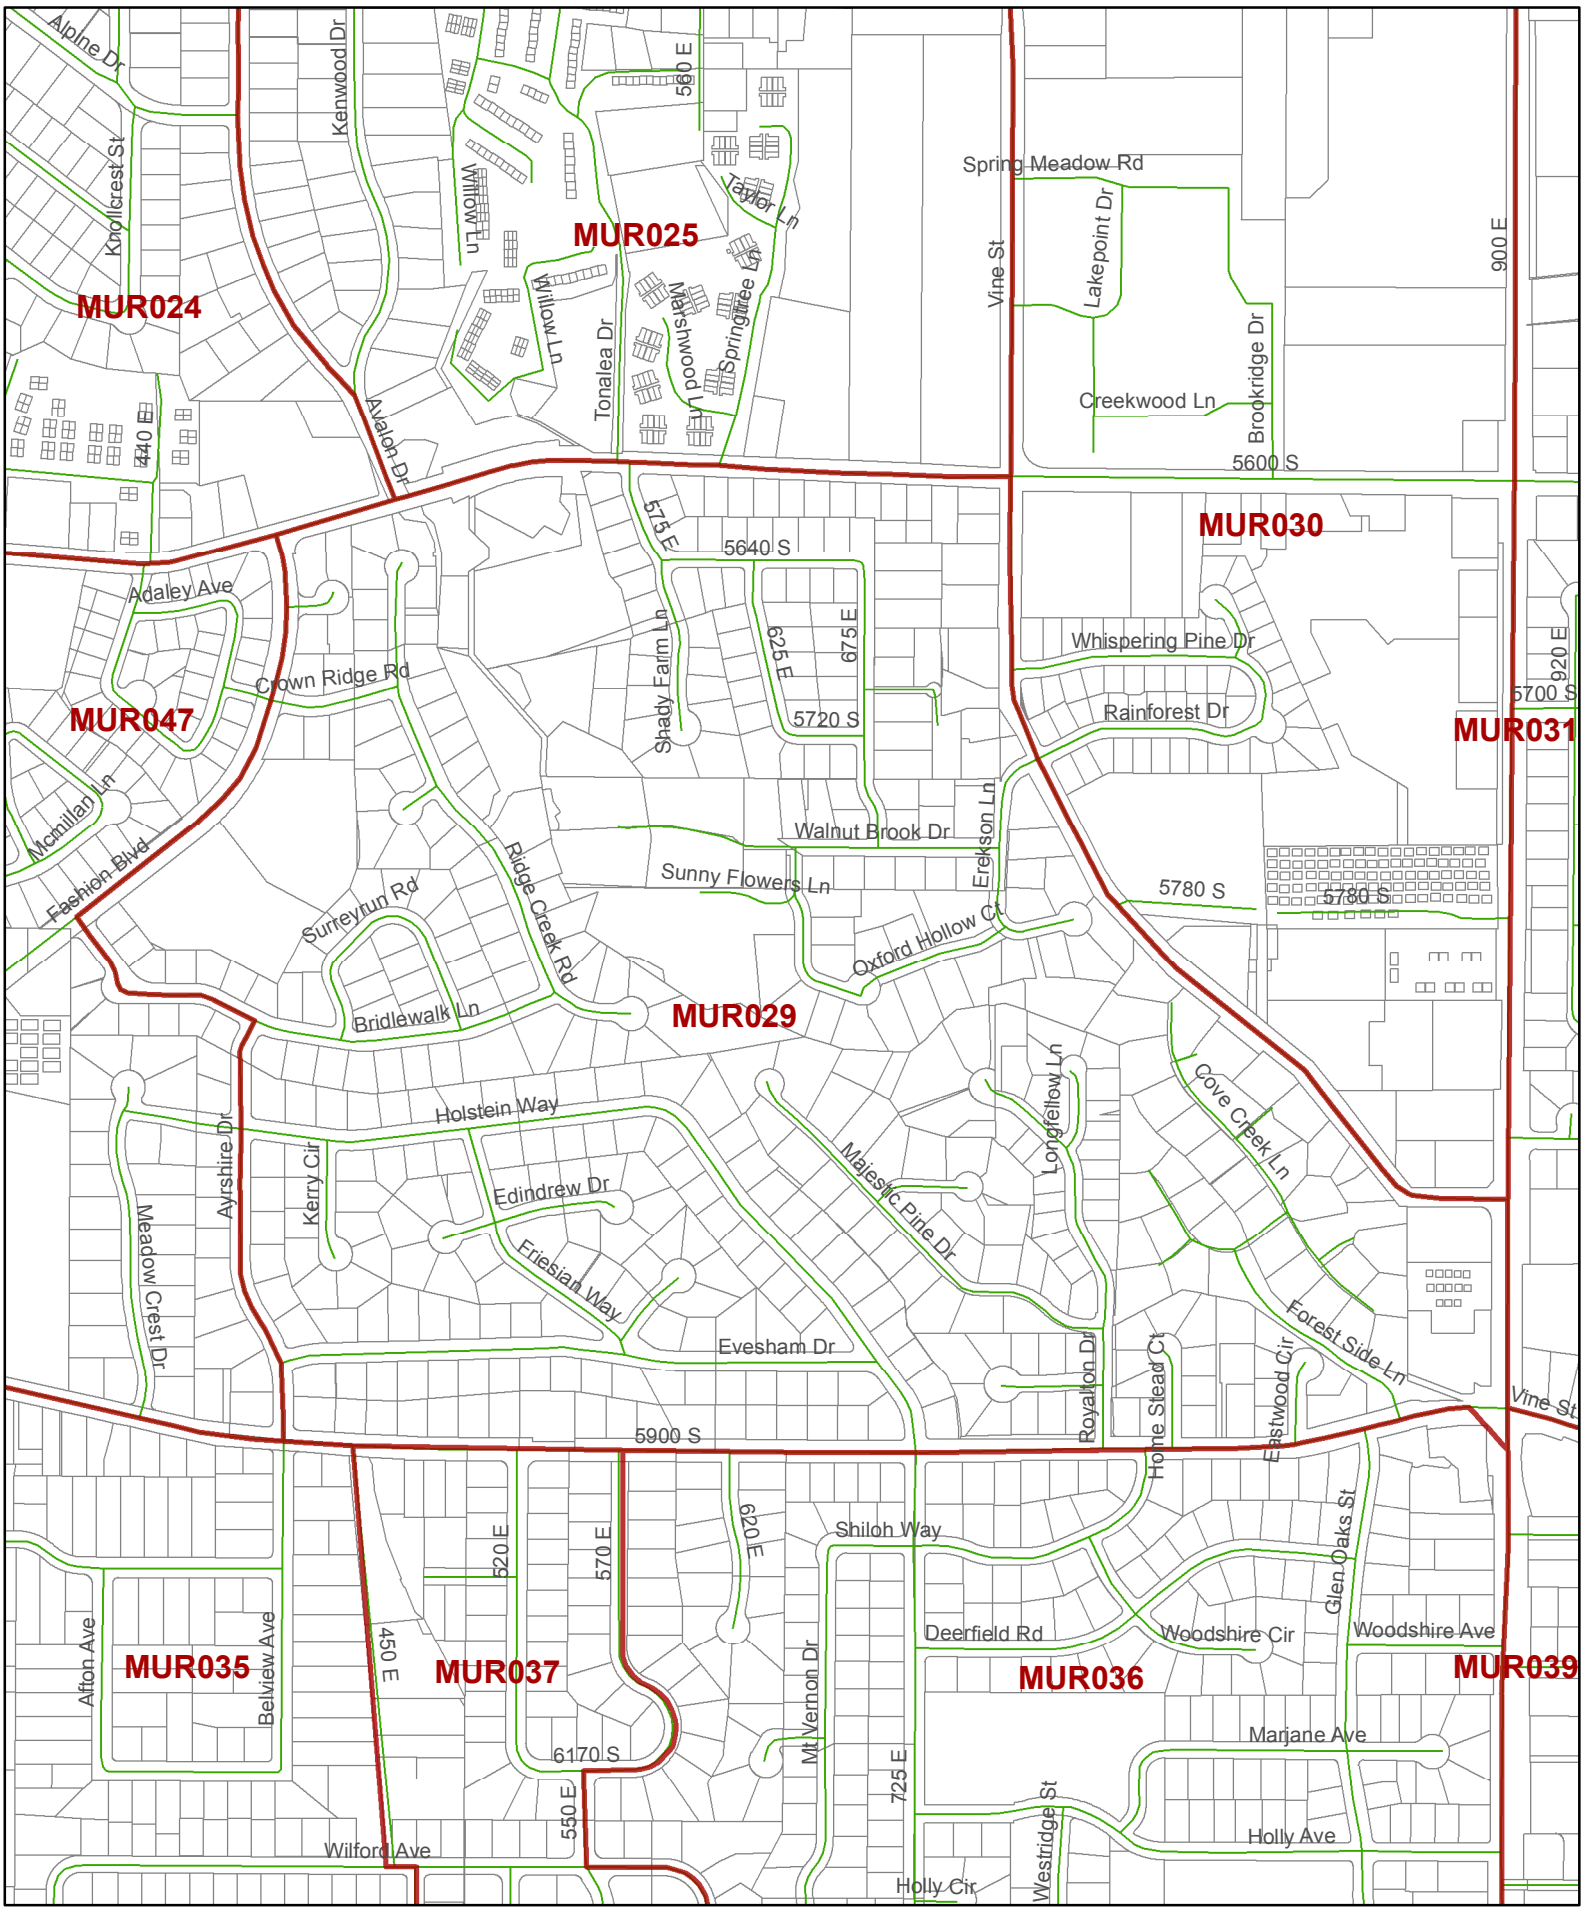 Alpine Dr
Kenwood Dr
560 E
Knollcrest St
Willow Ln
Taylor Ln
Spring Meadow Rd
Lakepoint Dr
MUR025
Vine St
900 E
MUR024
Willow Ln
Marshwood Ln
Springtree Ln
Tonalea Dr
Brookridge Dr
Creekwood Ln
440 E
Avalon Dr
5600 S
575 E
MUR030
5640 S
Adaley Ave
Shady Farm Ln
625 E
675 E
Whispering Pine Dr
920 E
Crown Ridge Rd
5700 S
MUR047
5720 S
Rainforest Dr
MUR031
Mcmillan Ln
Walnut Brook Dr
Erekson Ln
Fashion Blvd
Surreyrun Rd
Ridge Creek Rd
Sunny Flowers Ln
5780 S
5780 S
Oxford Hollow Ct
Bridlewalk Ln
MUR029
Longfellow Ln
Cove Creek Ln
Holstein Way
Ayrshire Dr
Kerry Cir
Edindrew Dr
Majestic Pine Dr
Meadow Crest Dr
Friesian Way
Evesham Dr
Royalton Dr
Home Stead Ct
Eastwood Cir
Forest Side Ln
Vine St
5900 S
520 E
570 E
620 E
Shiloh Way
Glen Oaks St
Afton Ave
Belview Ave
450 E
Deerfield Rd
Woodshire Cir
Woodshire Ave
MUR035
MUR037
Mt Vernon Dr
MUR036
MUR039
6170 S
Marjane Ave
725 E
550 E
Westridge St
Wilford Ave
Holly Ave
Holly Cir